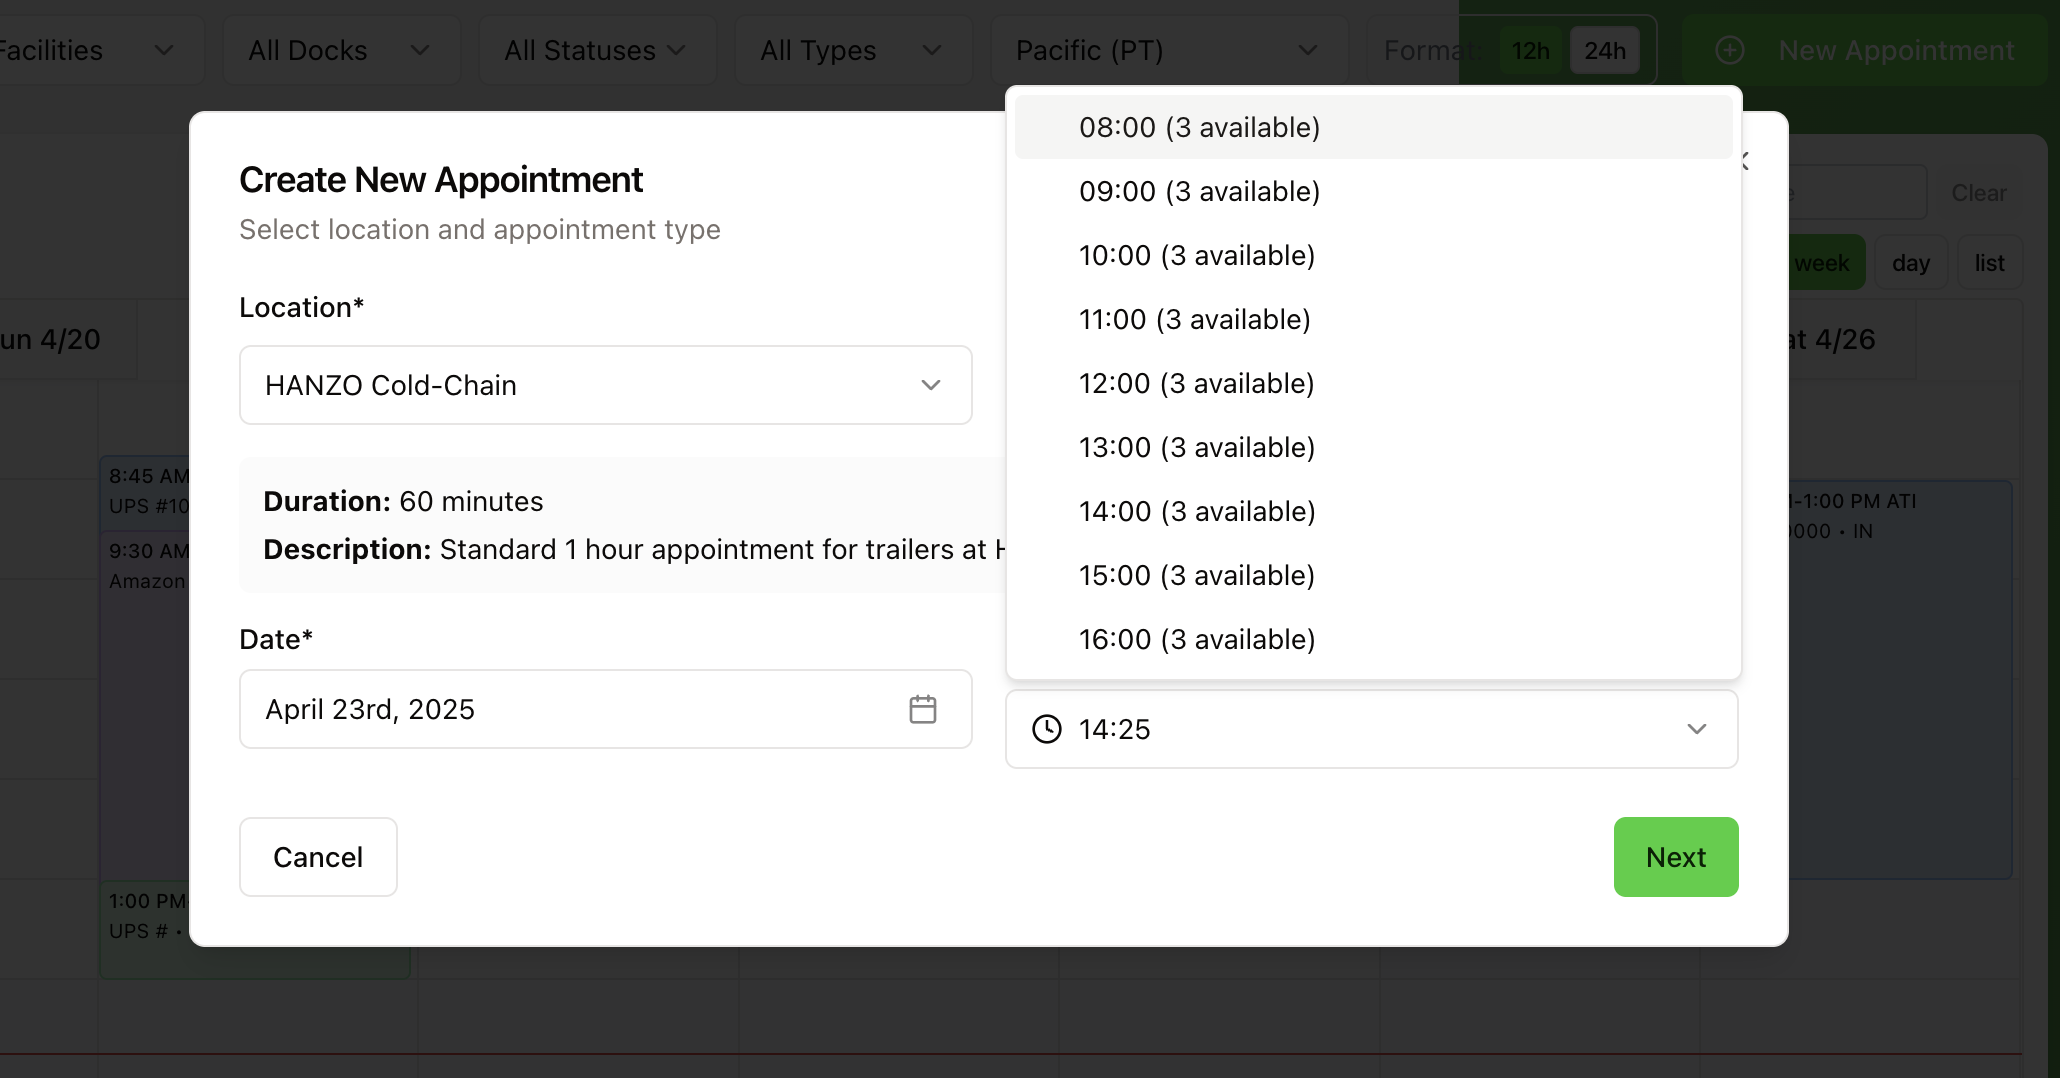 Facilities
All Docks
All Statuses
All Types
Pacific (PT)
Format:
12h
24h
New Appointment
Create New Appointment
Select location and appointment type
Location*
HANZO Cold-Chain
Duration: 60 minutes
Description: Standard 1 hour appointment for trailers at
Date*
April 23rd, 2025
08:00 (3 available)
09:00 (3 available)
10:00 (3 available)
11:00 (3 available)
12:00 (3 available)
13:00 (3 available)
14:00 (3 available)
15:00 (3 available)
16:00 (3 available)
14:25
Cancel
Next
Clear
week
day
list
un 4/20
at 4/26
8:45 AM
UPS #10
9:30 AM
Amazon
1:00 PM
UPS # •
-1:00 PM ATI
0000 • IN